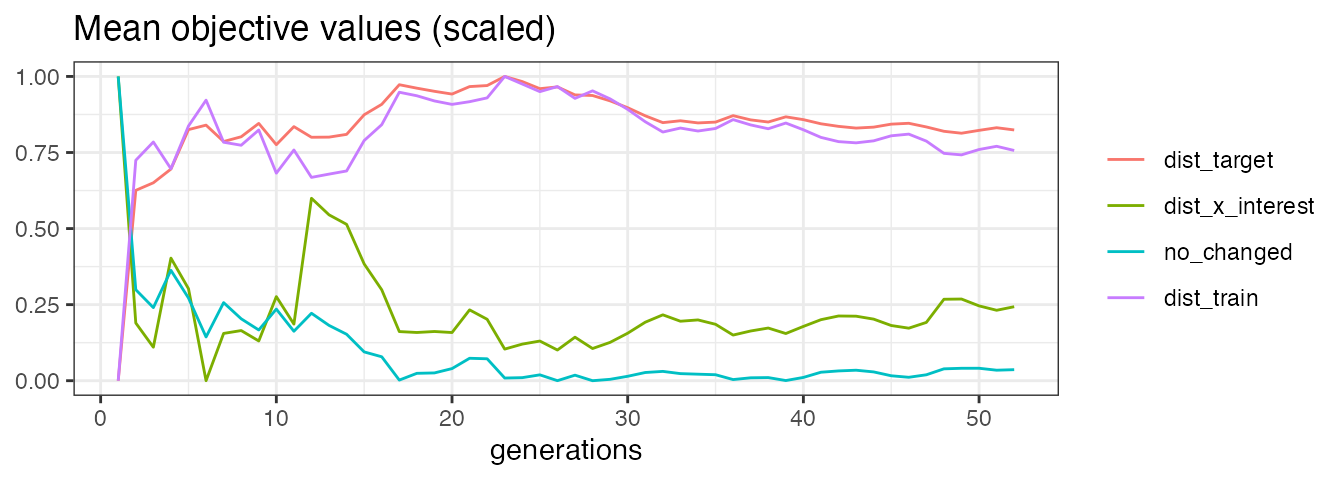 Mean objective values (scaled)
1.00
0.75
0.50
0.25
0.00
0 10 20 30 40 50
generations
dist_target
dist_x_interest
no_changed
dist_train